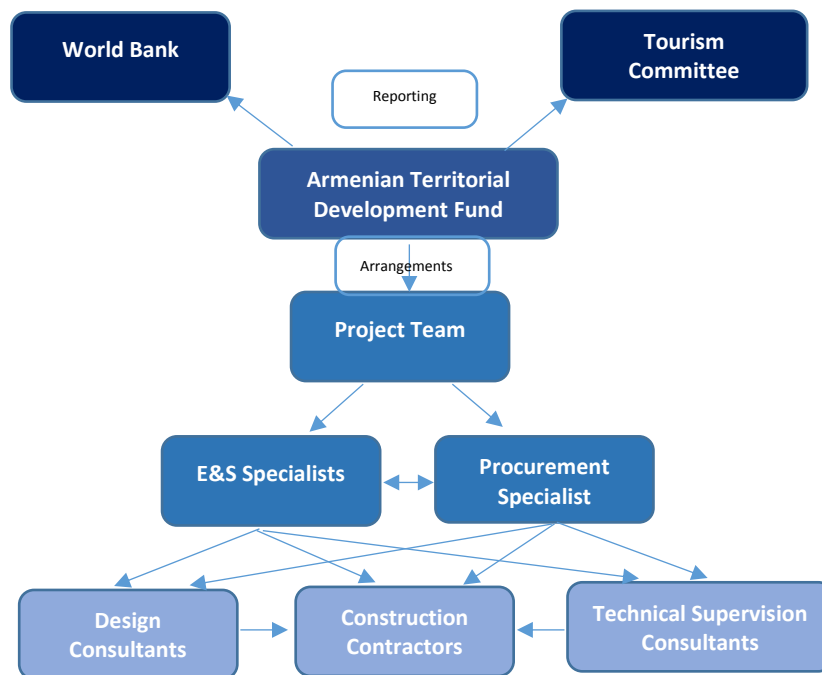 World Bank
Tourism
Committee
Reporting
Armenian Territorial
Development Fund
Arrangements
Project Team
E&S Specialists
Procurement
Specialist
Design
Consultants
Construction
Contractors
Technical Supervision
Consultants